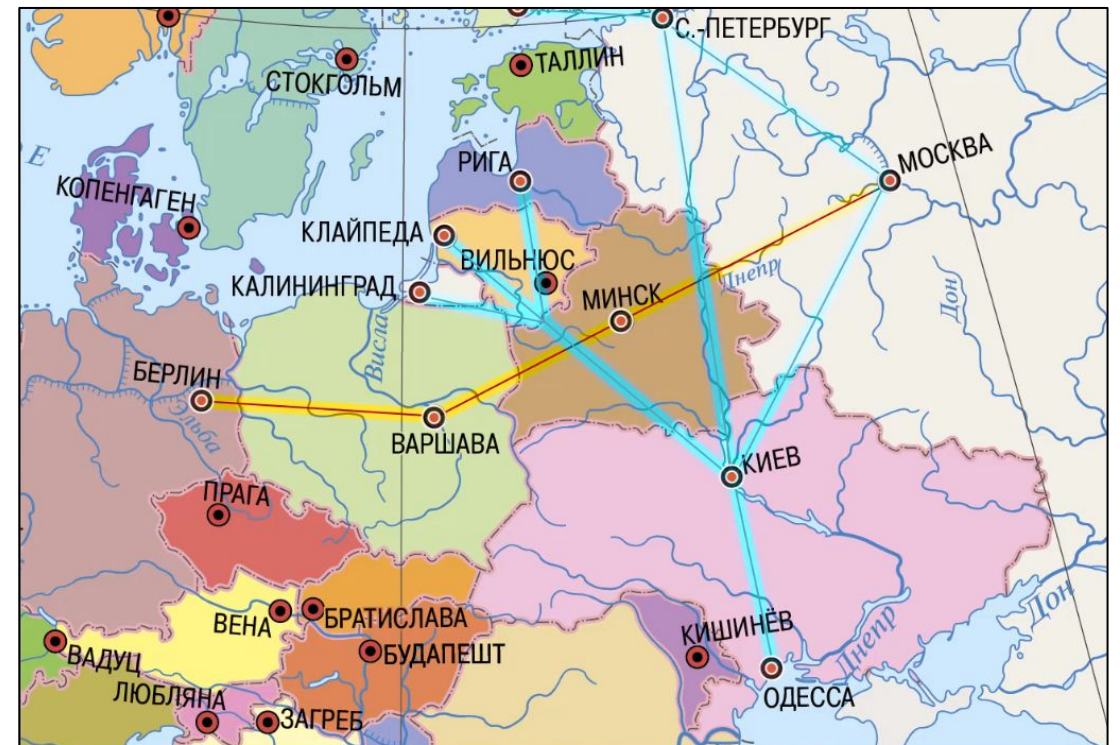 С.-ПЕТЕРБУРГ
ТАЛЛИН
СТОКГОЛЬМ
Е
РИГА
МОСКВА
КОПЕНГАГЕН
КЛАЙПЕДА
ВИЛЬНЮС
КАЛИНИНГРАД
МИНСК
Днепр
Дон
Висла
БЕРЛИН
Эльба
ВАРШАВА
КИЕВ
ПРАГА
ВЕНА
БРАТИСЛАВА
КИШИНЁВ
Днепр
Дон
ВАДУЦ
БУДАПЕШТ
ЛЮБЛЯНА
ОДЕССА
ЗАГРЕБ